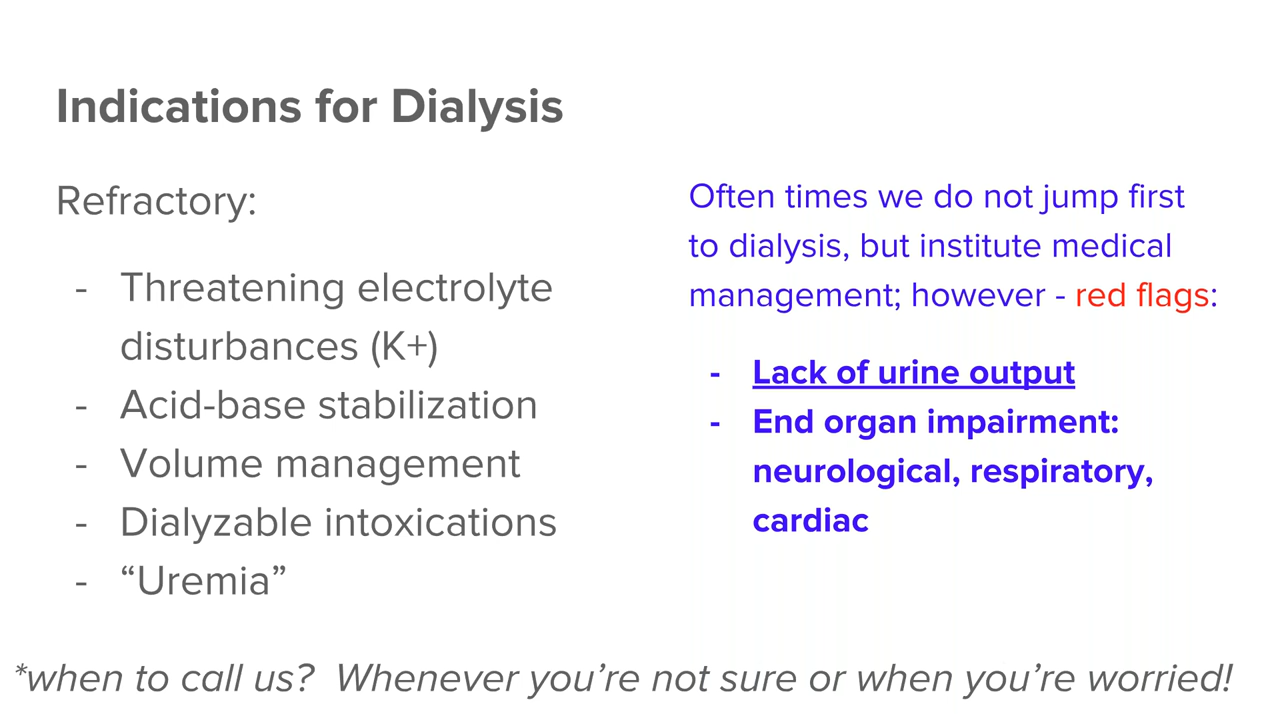 Indications for Dialysis
Refractory:
- Threatening electrolyte
disturbances (K+)
- Acid-base stabilization
- Volume management
- Dialyzable intoxications
- “Uremia”
Often times we do not jump first
to dialysis, but institute medical
management; however - red flags:
- Lack of urine output
- End organ impairment:
neurological, respiratory,
cardiac
*when to call us?  Whenever you’re not sure or when you’re worried!